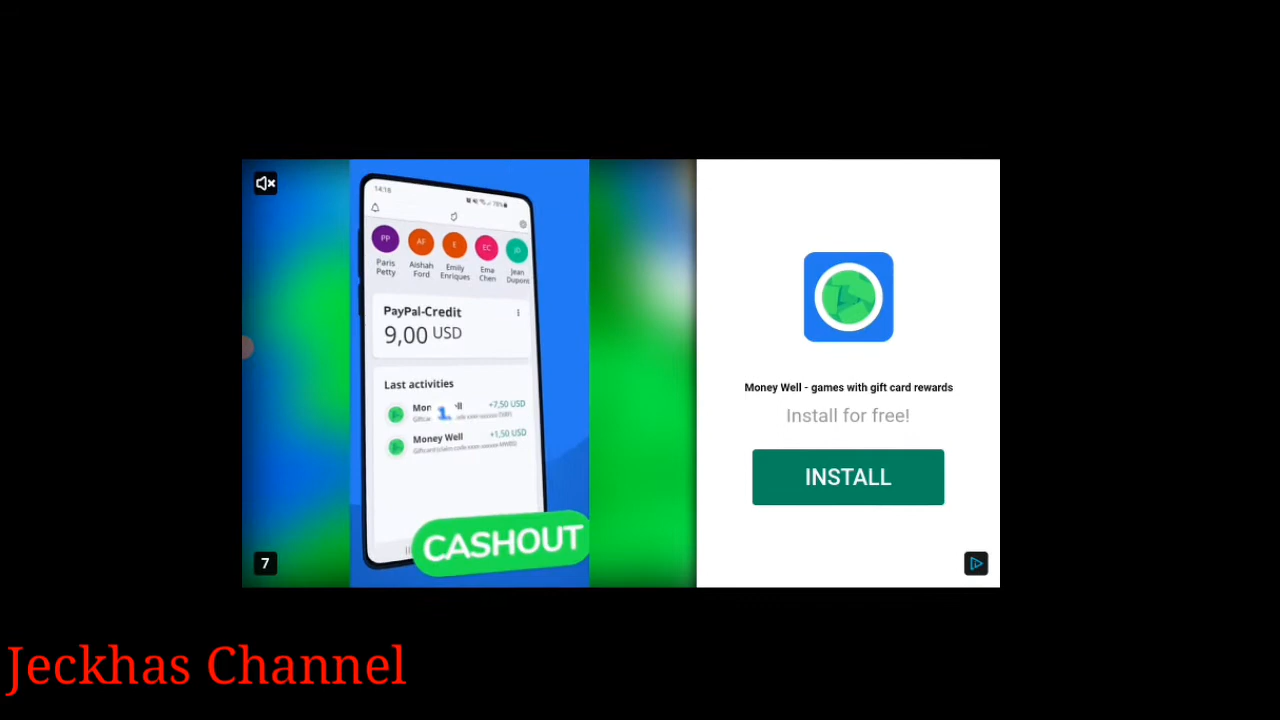 14:18
78%
PP
AF
E
EC
JD
Paris
Petty
Aishah
Ford
Emily
Enriques
Ema
Chen
Jean
Dupont
PayPal-Credit
9,00 USD
Last activities
+7,50 USD
Money Well
+1,50 USD
CASHOUT
7
Money Well - games with gift card rewards
Install for free!
INSTALL
Jeckhas Channel